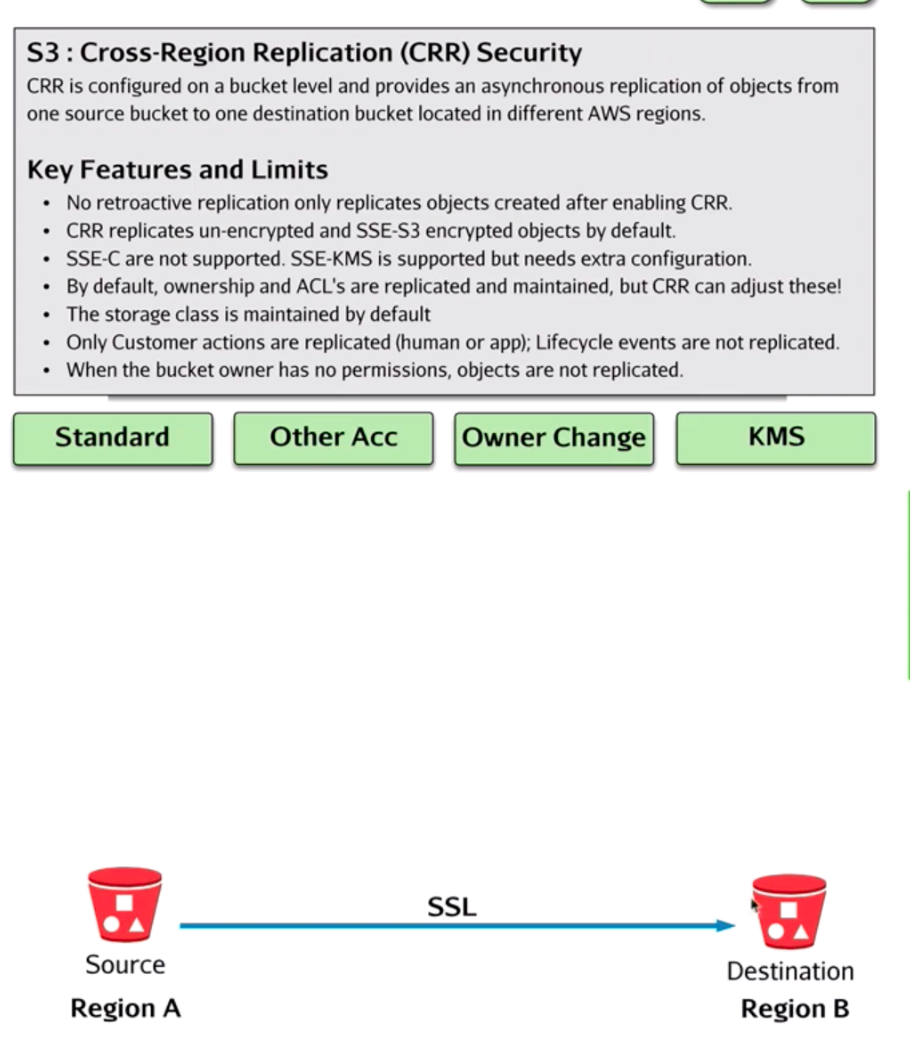 S3 : Cross-Region Replication (CRR) Security
CRR is configured on a bucket level and provides an asynchronous replication of objects from
one source bucket to one destination bucket located in different AWS regions.
Key Features and Limits
• No retroactive replication only replicates objects created after enabling CRR.
• CRR replicates un-encrypted and SSE-S3 encrypted objects by default.
• SSE-C are not supported. SSE-KMS is supported but needs extra configuration.
• By default, ownership and ACL's are replicated and maintained, but CRR can adjust these!
• The storage class is maintained by default
• Only Customer actions are replicated (human or app); Lifecycle events are not replicated.
• When the bucket owner has no permissions, objects are not replicated.
Standard
Other Acc
Owner Change
KMS
SSL
Source
Destination
Region A
Region B